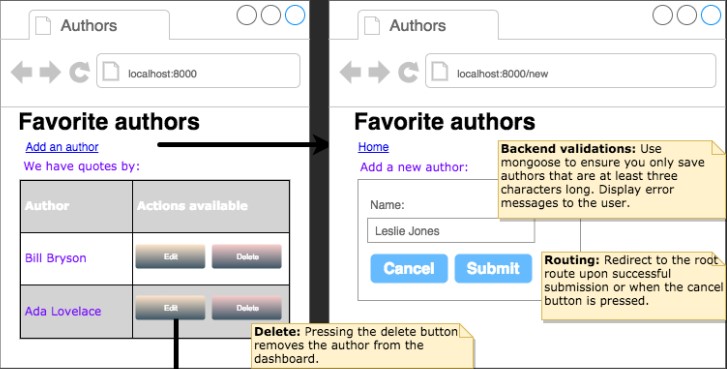 Authors
localhost:8000
Favorite authors
Add an author
We have quotes by:
Author Actions available
Bill Bryson Edit Delete
Ada Lovelace Edit Delete
Delete: Pressing the delete button
removes the author from the
dashboard.
Authors
localhost:8000/new
Favorite authors
Home
Add a new author:
Name:
Leslie Jones
Cancel Submit
Backend validations: Use
mongoose to ensure you only save
authors that are at least three
characters long. Display error
messages to the user.
Routing: Redirect to the root
route upon successful
submission or when the cancel
button is pressed.